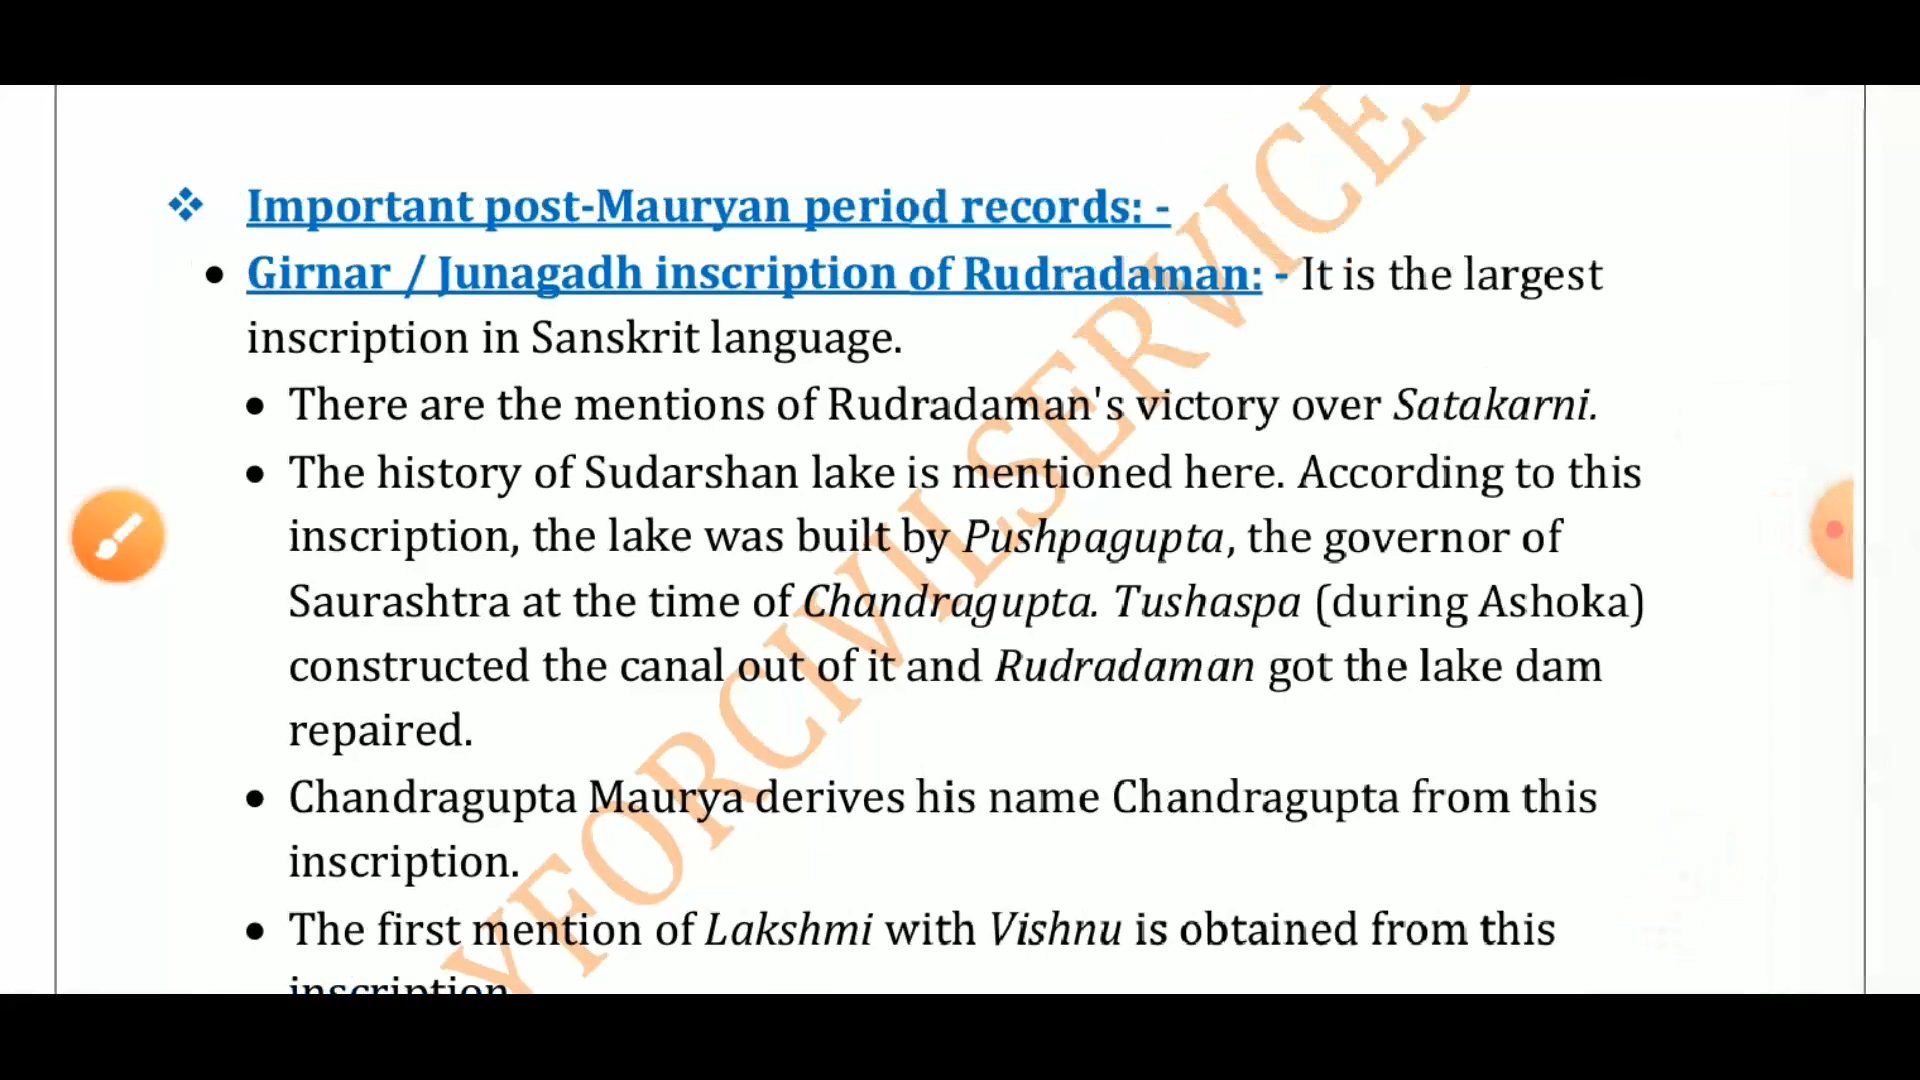 ❖ Important post-Mauryan period records: -
• Girnar / Junagadh inscription of Rudradaman: - It is the largest
inscription in Sanskrit language.
• There are the mentions of Rudradaman's victory over Satakarni.
• The history of Sudarshan lake is mentioned here. According to this
inscription, the lake was built by Pushpagupta, the governor of
Saurashtra at the time of Chandragupta. Tushaspa (during Ashoka)
constructed the canal out of it and Rudradaman got the lake dam
repaired.
• Chandragupta Maurya derives his name Chandragupta from this
inscription.
• The first mention of Lakshmi with Vishnu is obtained from this
inscription
YFORCIVILSERVICES